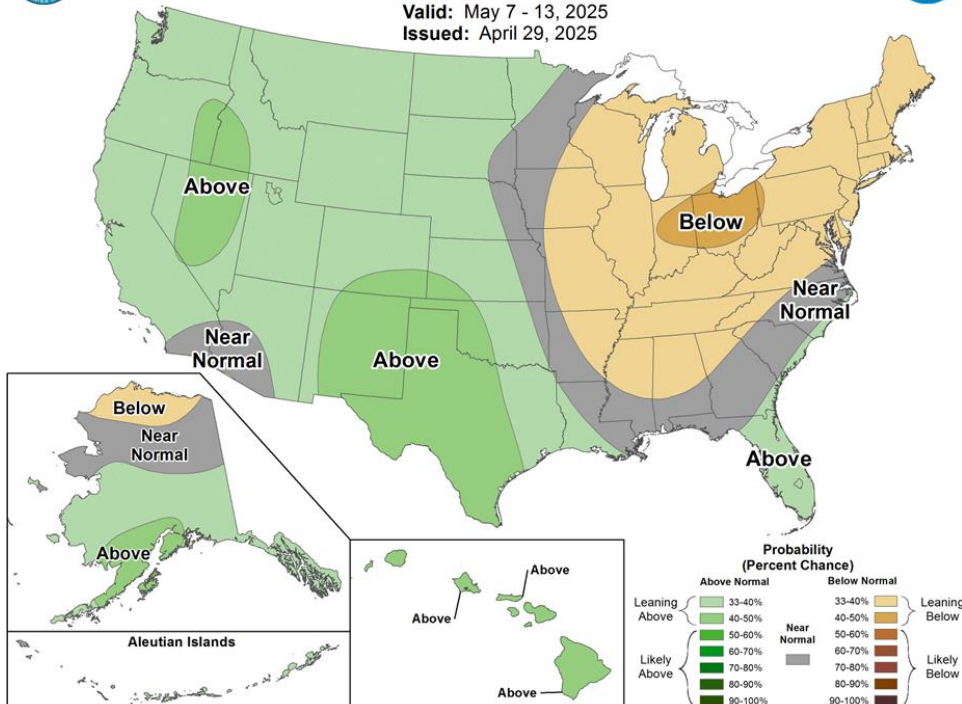 Valid: May 7 - 13, 2025
Issued: April 29, 2025
Above
Below
Near
Normal
Near
Normal
Above
Above
Below
Near
Normal
Above
Aleutian Islands
Above
Above
Above
Probability
(Percent Chance)
Above Normal
Below Normal
Leaning
Above
33-40%
40-50%
Likely
Above
50-60%
60-70%
70-80%
80-90%
90-100%
Near
Normal
33-40%
40-50%
Leaning
Below
50-60%
60-70%
70-80%
80-90%
90-100%
Likely
Below